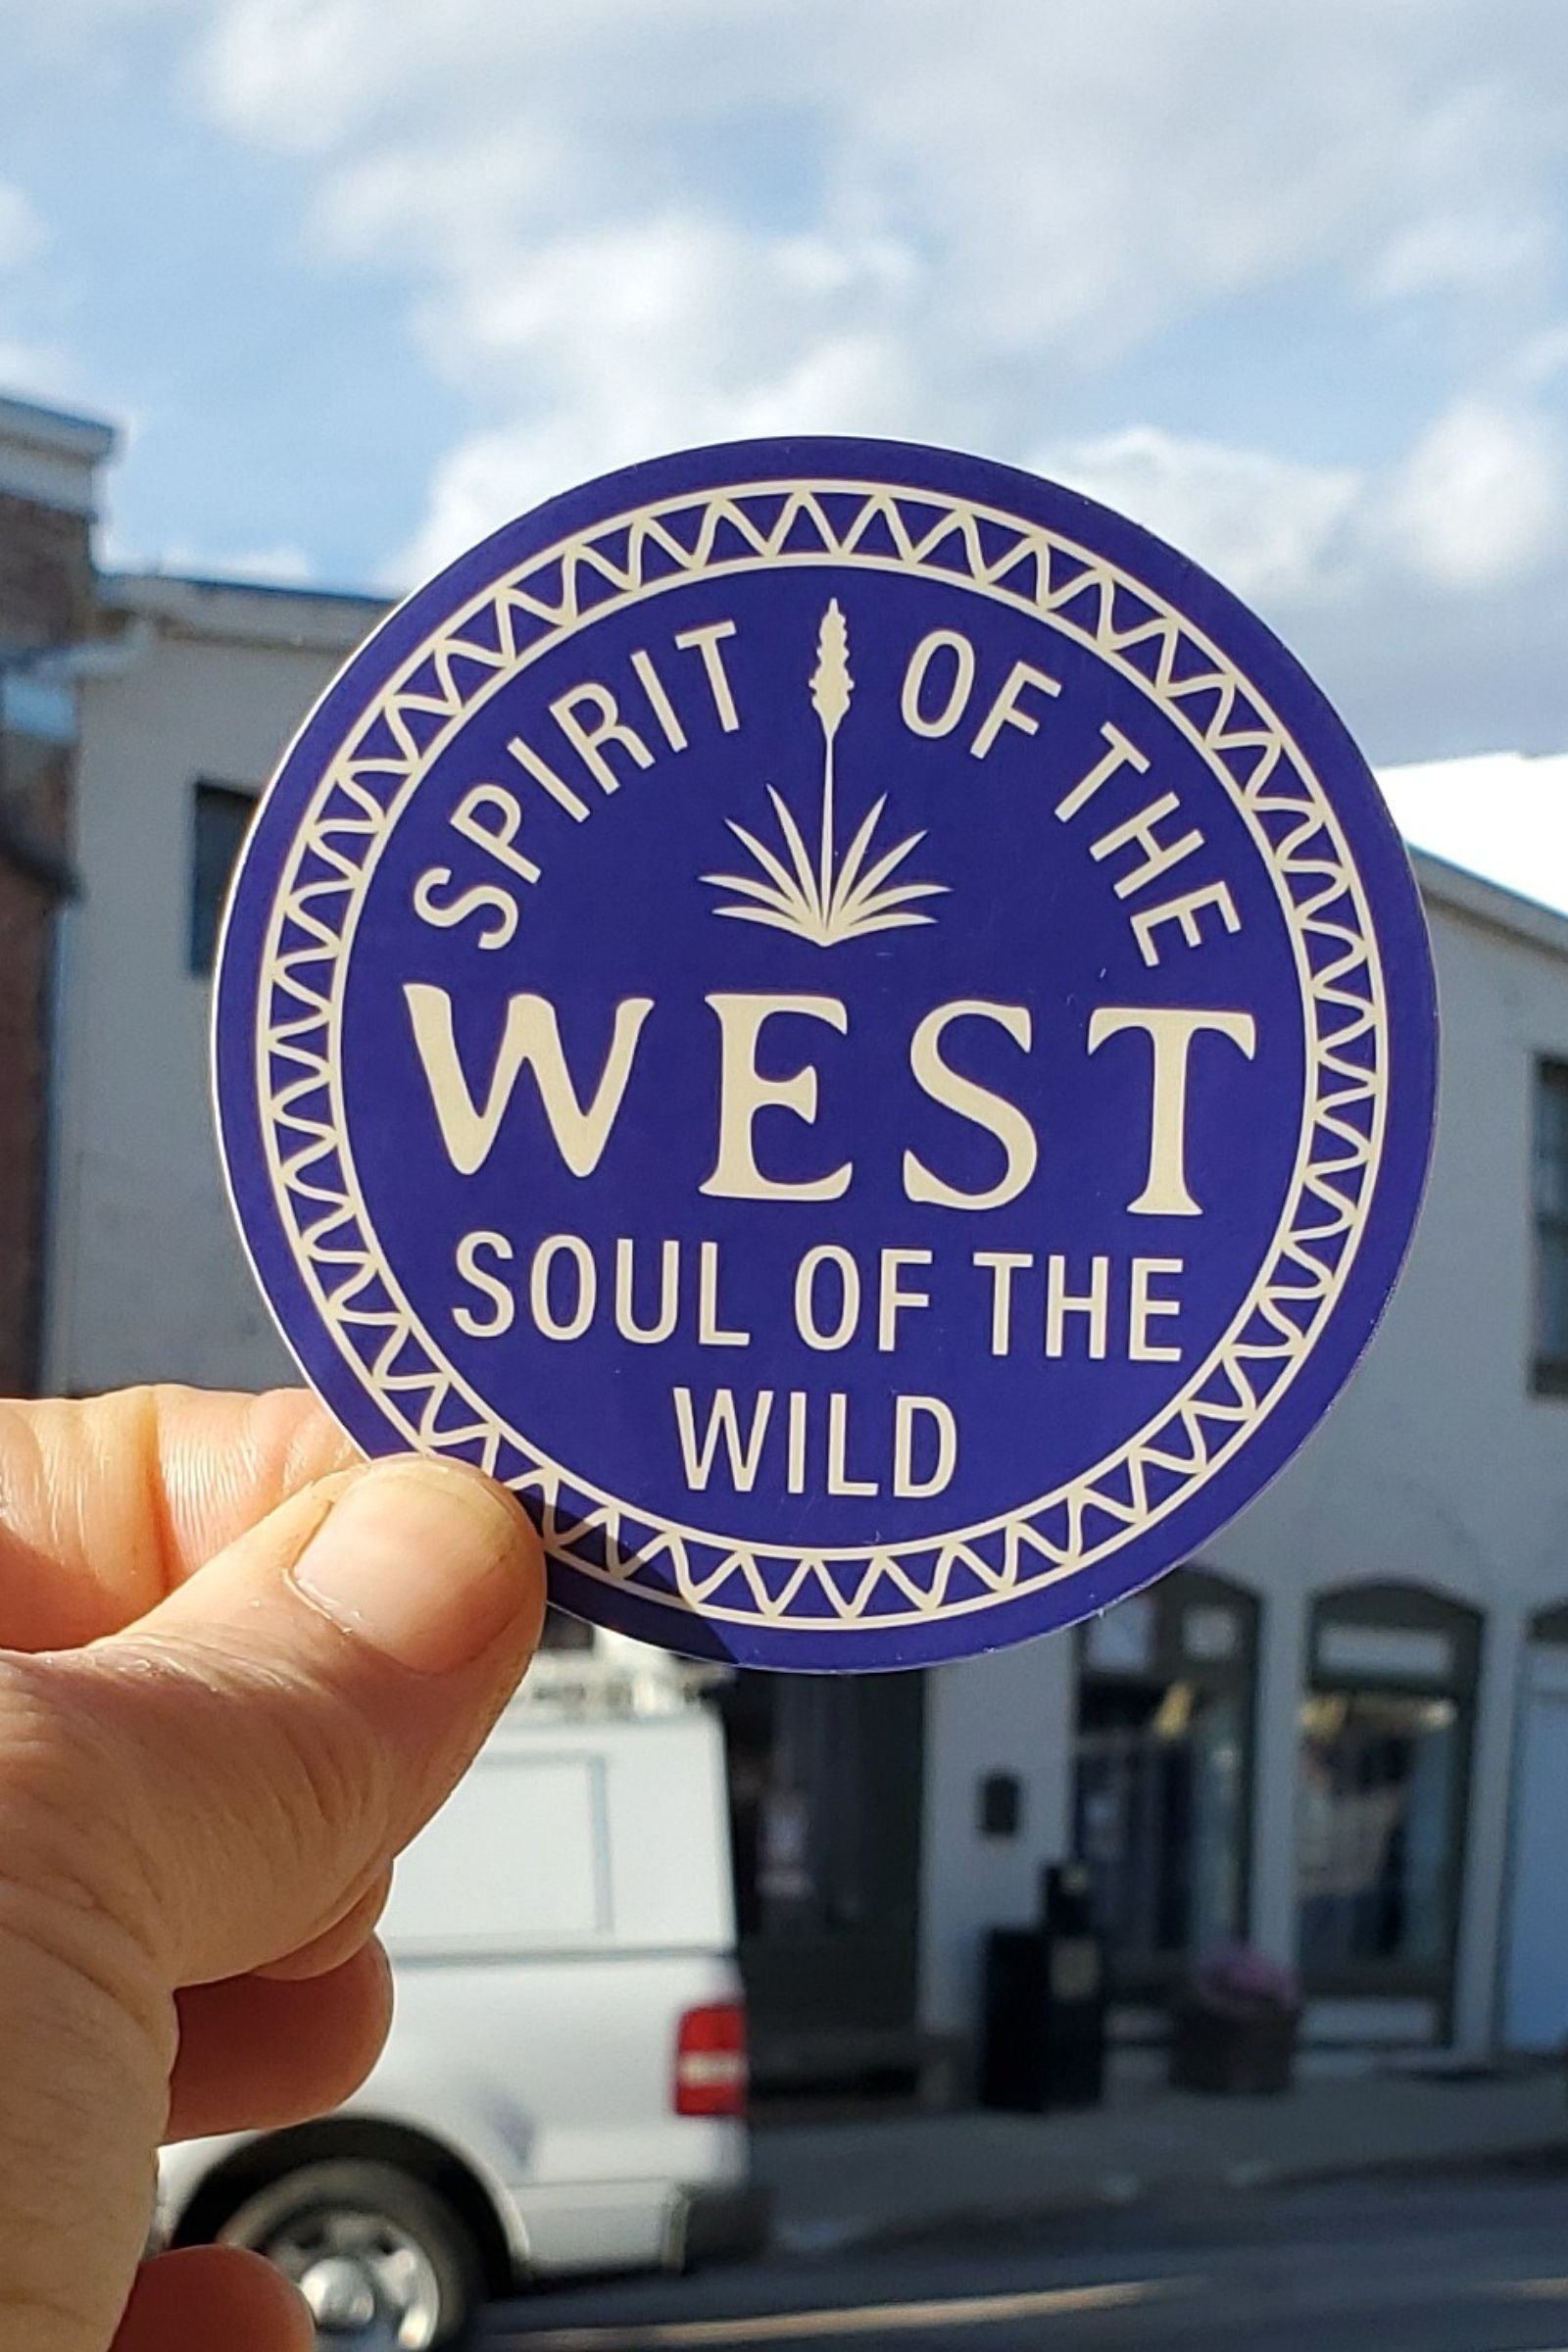 SPIRIT OF THE
WEST
SOUL OF THE
WILD